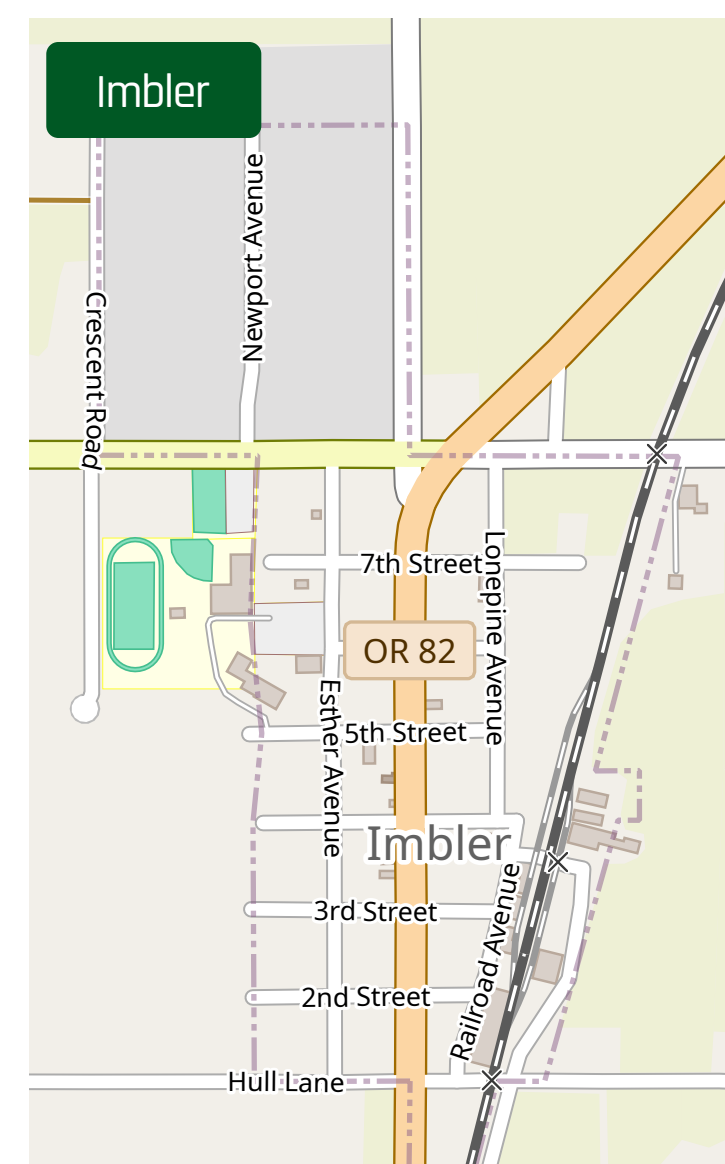 Imbler
Newport Avenue
Crescent Road
7th Street
Lonepine Avenue
OR 82
Esther Avenue
5th Street
Imbler
Railroad Avenue
3rd Street
2nd Street
Hull Lane